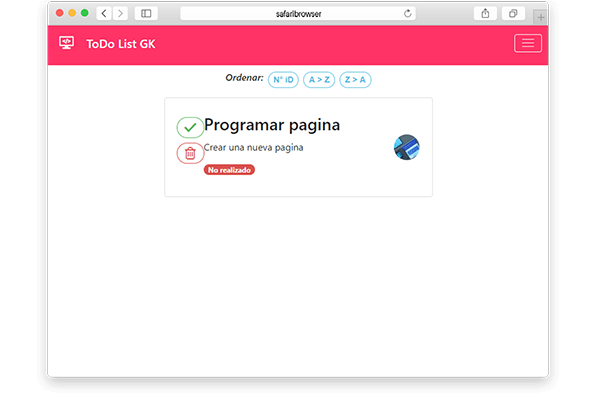 safaribrowser
ToDo List GK
Ordenar: N° iD A > Z Z > A
Programar pagina
Crear una nueva pagina
No realizado